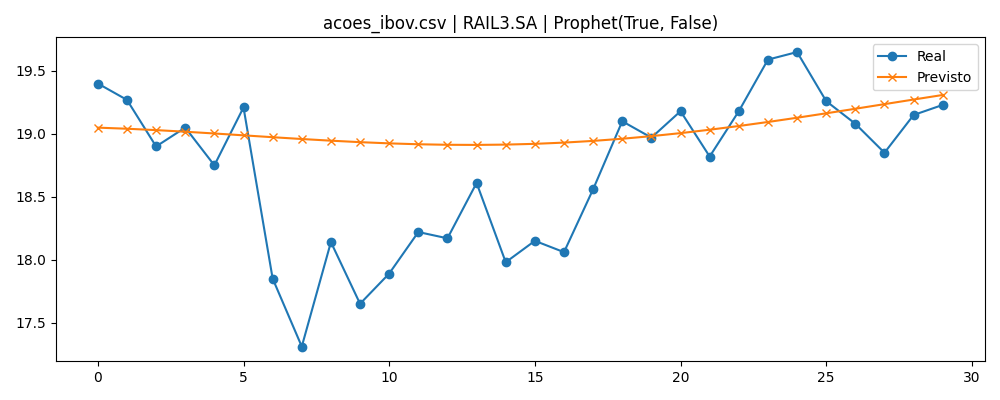 acoes_ibov.csv | RAIL3.SA | Prophet(True, False)
Real
Previsto
19.5
19.0
18.5
18.0
17.5
0 5 10 15 20 25 30